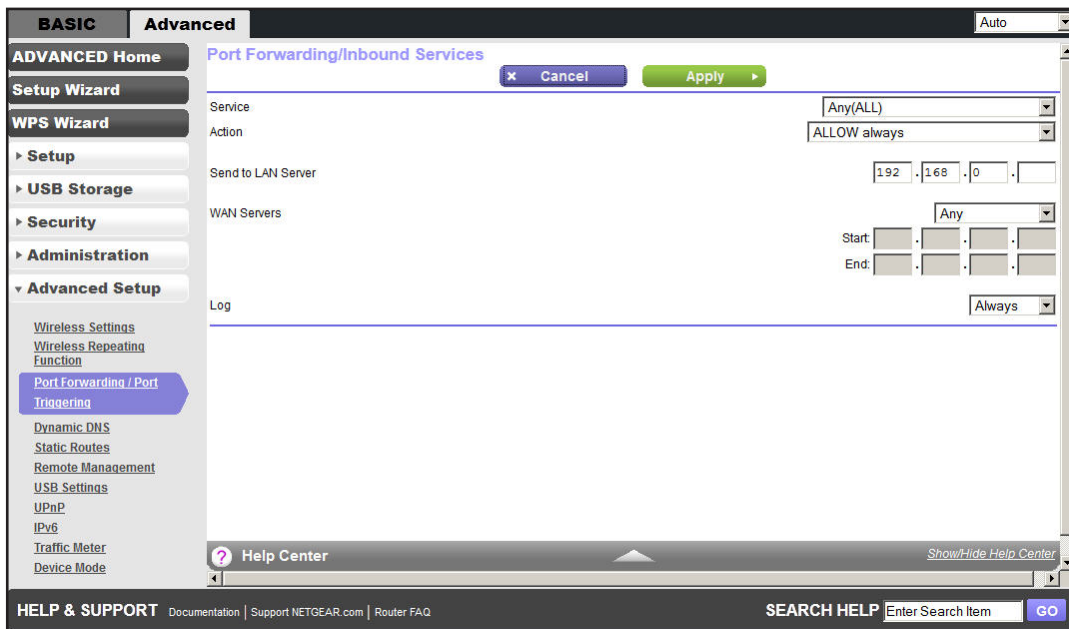 BASIC Advanced Auto
ADVANCED Home
Setup Wizard
WPS Wizard
Setup
USB Storage
Security
Administration
Advanced Setup
Wireless Settings
Wireless Repeating
Function
Port Forwarding / Port
Triggering
Dynamic DNS
Static Routes
Remote Management
USB Settings
UPnP
IPv6
Traffic Meter
Device Mode
Port Forwarding/Inbound Services
x Cancel Apply
Service Any(ALL)
Action ALLOW always
Send to LAN Server 192 . 168 . 0 .
WAN Servers Any
Start: . . .
End: . . .
Log Always
? Help Center Show/Hide Help Center
HELP & SUPPORT Documentation | Support NETGEAR.com | Router FAQ SEARCH HELP Enter Search Item GO